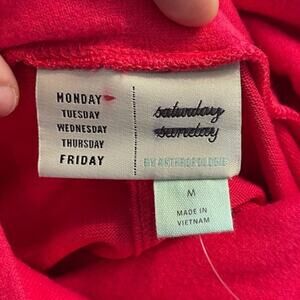 MONDAY
TUESDAY
WEDNESDAY
THURSDAY
FRIDAY
saturday
sunday
BY ANTHROPOLOGIE
M
MADE IN
VIETNAM